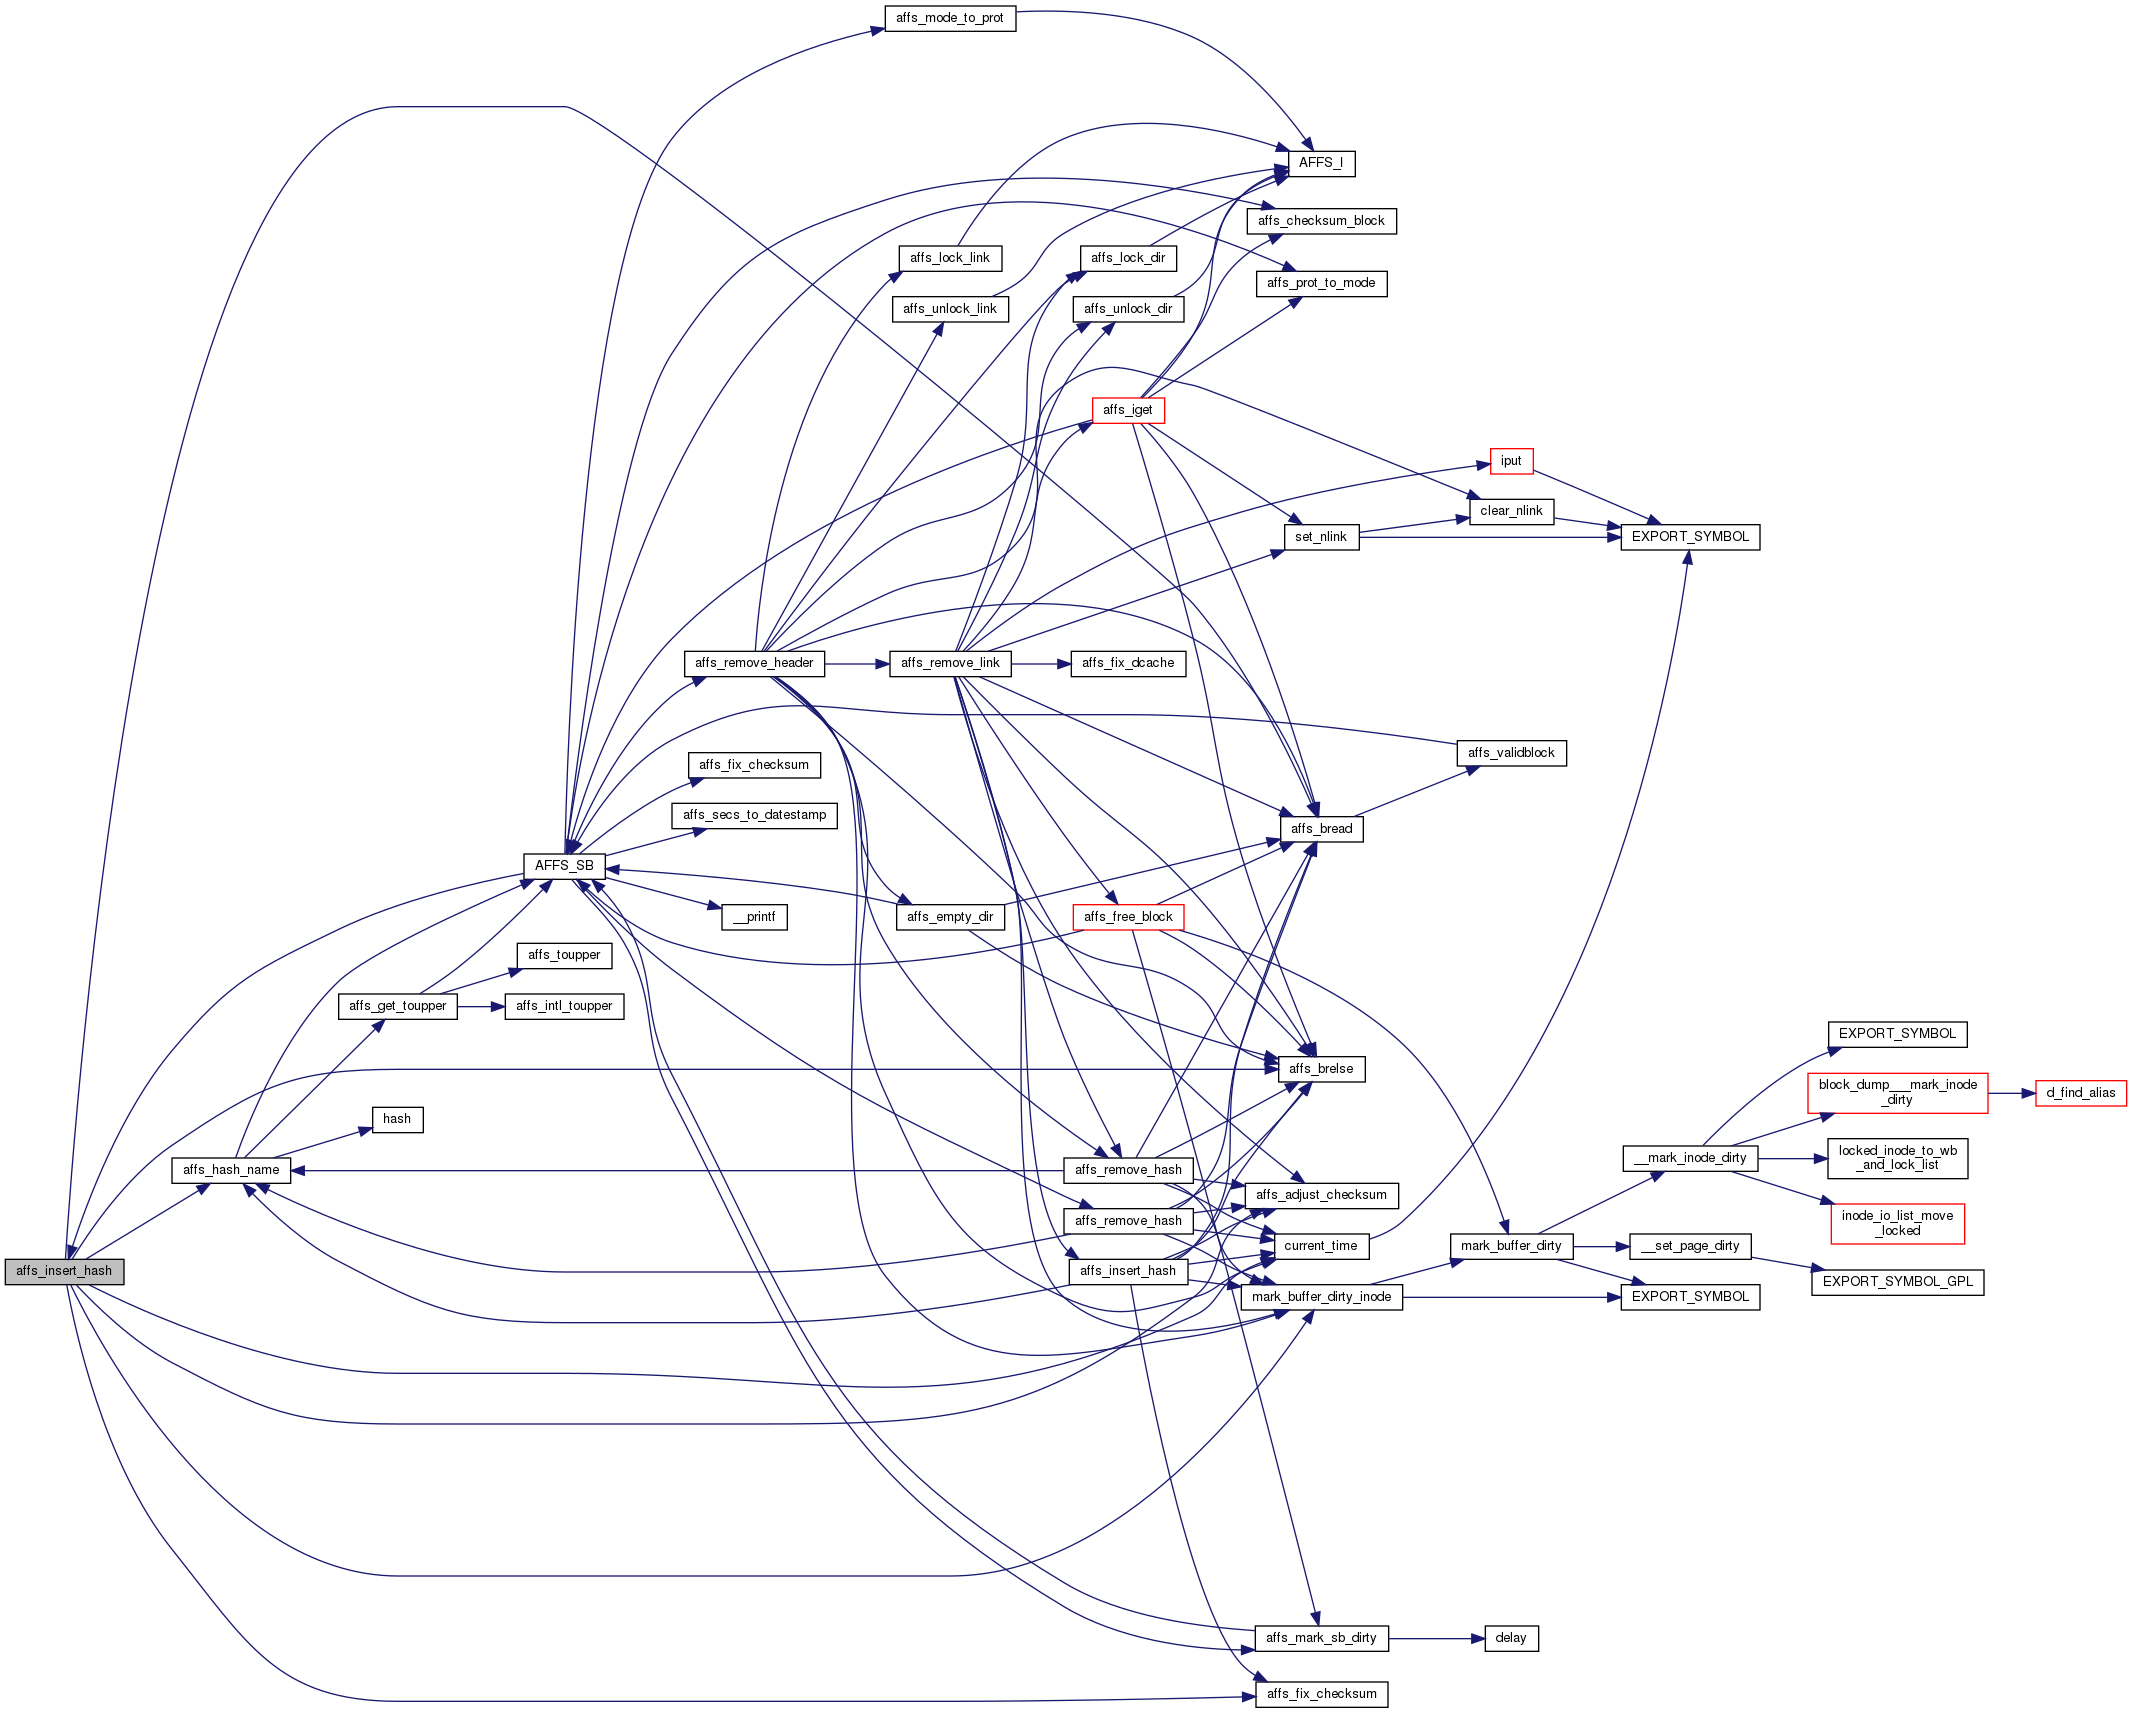 affs_mode_to_prot
AFFS_I
affs_checksum_block
affs_lock_link
affs_lock_dir
affs_prot_to_mode
affs_unlock_link
affs_unlock_dir
affs_iget
iput
clear_nlink
set_nlink
EXPORT_SYMBOL
affs_remove_header
affs_remove_link
affs_fix_dcache
affs_validblock
affs_fix_checksum
affs_secs_to_datestamp
affs_bread
AFFS_SB
__printf
affs_empty_dir
affs_free_block
affs_toupper
affs_get_toupper
affs_intl_toupper
EXPORT_SYMBOL
affs_brelse
block_dump___mark_inode
_dirty
d_find_alias
hash
__mark_inode_dirty
locked_inode_to_wb
_and_lock_list
affs_hash_name
affs_remove_hash
affs_adjust_checksum
affs_remove_hash
inode_io_list_move
_locked
current_time
mark_buffer_dirty
__set_page_dirty
affs_insert_hash
affs_insert_hash
EXPORT_SYMBOL_GPL
mark_buffer_dirty_inode
EXPORT_SYMBOL
affs_mark_sb_dirty
delay
affs_fix_checksum